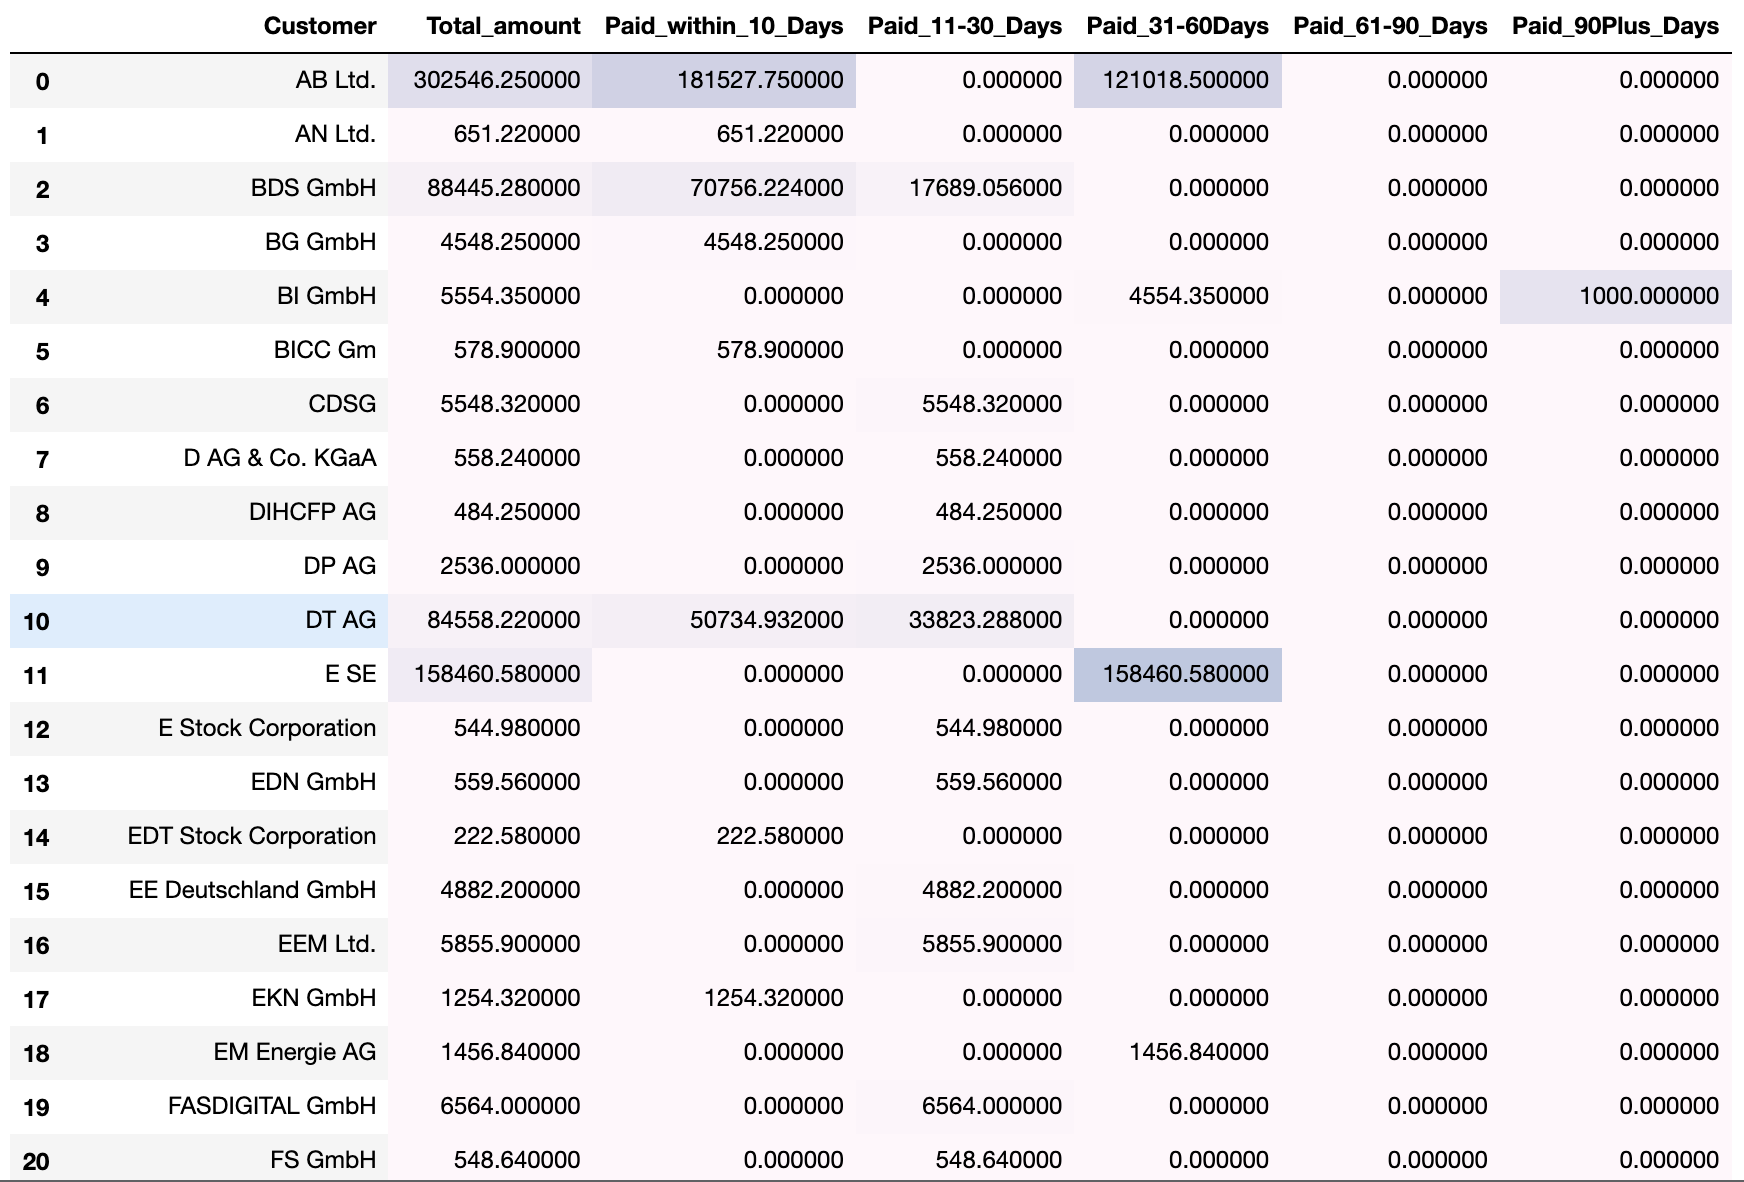 Customer Total_amount Paid_within_10_Days Paid_11-30_Days Paid_31-60Days Paid_61-90_Days Paid_90Plus_Days
0 AB Ltd. 302546.250000 181527.750000 0.000000 121018.500000 0.000000 0.000000
1 AN Ltd. 651.220000 651.220000 0.000000 0.000000 0.000000 0.000000
2 BDS GmbH 88445.280000 70756.224000 17689.056000 0.000000 0.000000 0.000000
3 BG GmbH 4548.250000 4548.250000 0.000000 0.000000 0.000000 0.000000
4 BI GmbH 5554.350000 0.000000 0.000000 4554.350000 0.000000 1000.000000
5 BICC Gm 578.900000 578.900000 0.000000 0.000000 0.000000 0.000000
6 CDSG 5548.320000 0.000000 5548.320000 0.000000 0.000000 0.000000
7 D AG & Co. KGaA 558.240000 0.000000 558.240000 0.000000 0.000000 0.000000
8 DIHCFP AG 484.250000 0.000000 484.250000 0.000000 0.000000 0.000000
9 DP AG 2536.000000 0.000000 2536.000000 0.000000 0.000000 0.000000
10 DT AG 84558.220000 50734.932000 33823.288000 0.000000 0.000000 0.000000
11 E SE 158460.580000 0.000000 0.000000 158460.580000 0.000000 0.000000
12 E Stock Corporation 544.980000 0.000000 544.980000 0.000000 0.000000 0.000000
13 EDN GmbH 559.560000 0.000000 559.560000 0.000000 0.000000 0.000000
14 EDT Stock Corporation 222.580000 222.580000 0.000000 0.000000 0.000000 0.000000
15 EE Deutschland GmbH 4882.200000 0.000000 4882.200000 0.000000 0.000000 0.000000
16 EEM Ltd. 5855.900000 0.000000 5855.900000 0.000000 0.000000 0.000000
17 EKN GmbH 1254.320000 1254.320000 0.000000 0.000000 0.000000 0.000000
18 EM Energie AG 1456.840000 0.000000 0.000000 1456.840000 0.000000 0.000000
19 FASDIGITAL GmbH 6564.000000 0.000000 6564.000000 0.000000 0.000000 0.000000
20 FS GmbH 548.640000 0.000000 548.640000 0.000000 0.000000 0.000000